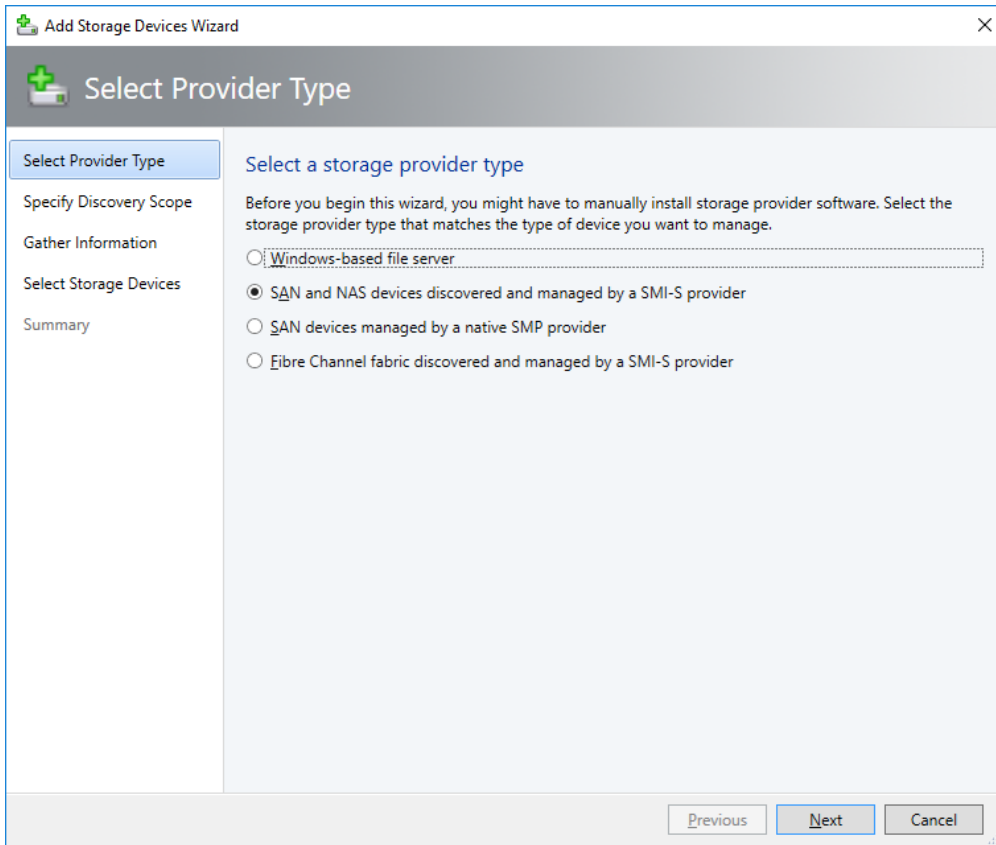 Add Storage Devices Wizard
Select Provider Type
Select Provider Type
Specify Discovery Scope
Gather Information
Select Storage Devices
Summary
Select a storage provider type
Before you begin this wizard, you might have to manually install storage provider software. Select the
storage provider type that matches the type of device you want to manage.
Windows-based file server
SAN and NAS devices discovered and managed by a SMI-S provider
SAN devices managed by a native SMP provider
Fibre Channel fabric discovered and managed by a SMI-S provider
Previous
Next
Cancel